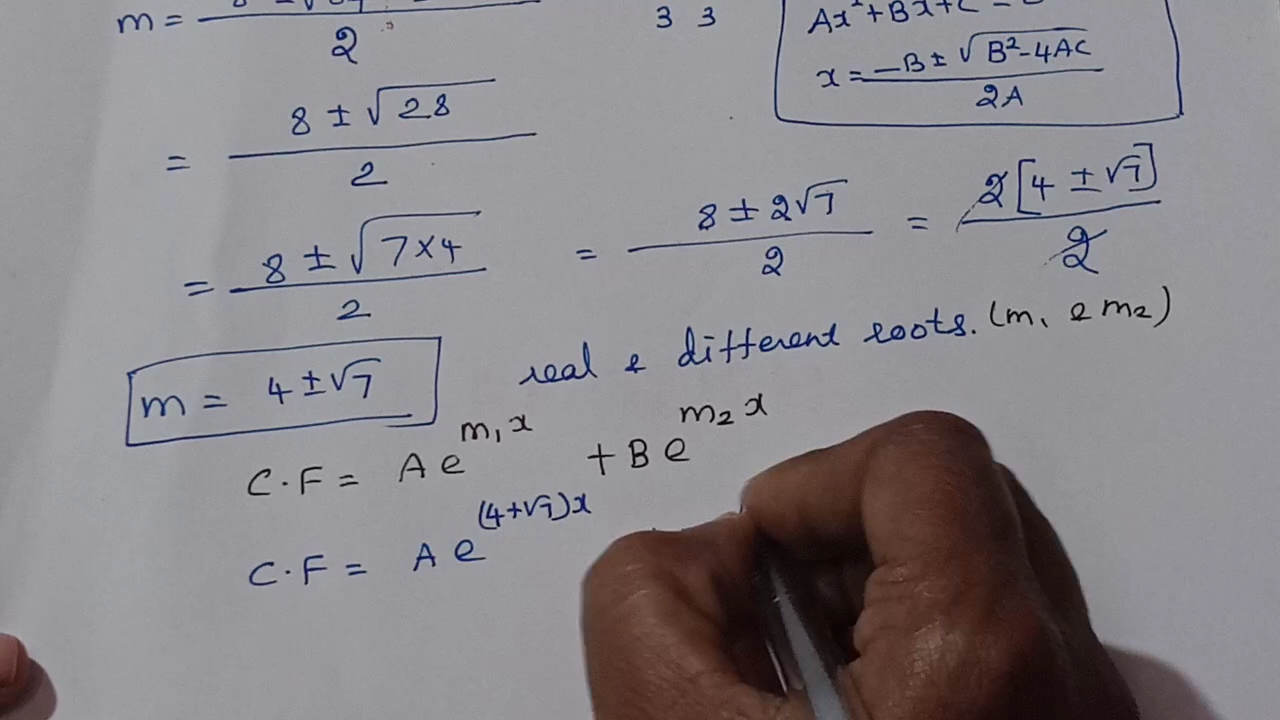 m =
2
3 3
x = -B ± √B²-4AC
2A
= 8 ± √28
2
= 8 ± √7×4
2
= 8 ± 2√7
2
= 2[4 ± √7]
2
m = 4 ± √7
real & different roots. (m₁ & m₂)
C.F = A e^{m₁x} + B e^{m₂x}
C.F = A e^{(4+√7)x}